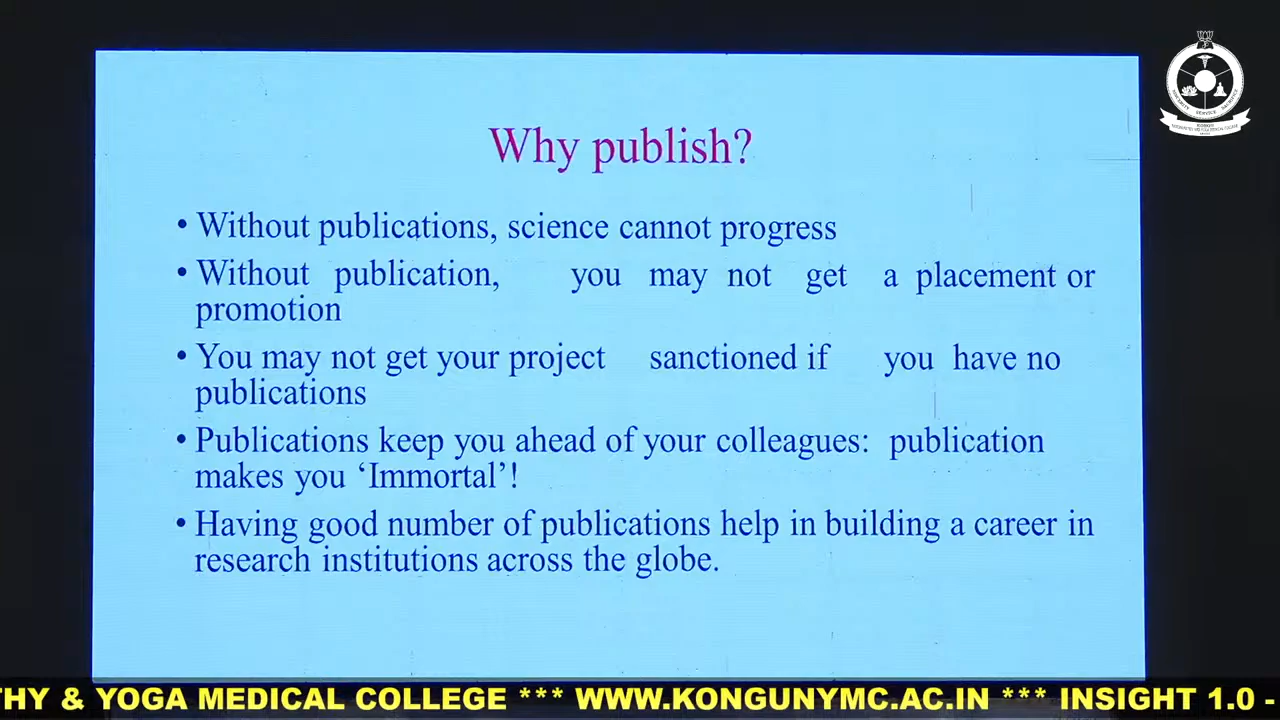 Why publish?
• Without publications, science cannot progress
• Without publication, you may not get a placement or
promotion
• You may not get your project sanctioned if you have no
publications
• Publications keep you ahead of your colleagues: publication
makes you ‘Immortal’!
• Having good number of publications help in building a career in
research institutions across the globe.
THY & YOGA MEDICAL COLLEGE *** WWW.KONGUNYMC.AC.IN *** INSIGHT 1.0 -